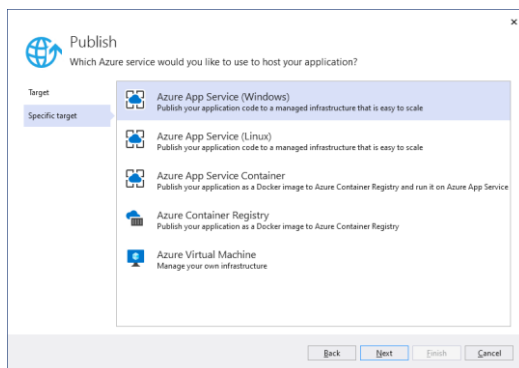 Publish
Which Azure service would you like to use to host your application?
Target
Specific target
Azure App Service (Windows)
Publish your application code to a managed infrastructure that is easy to scale
Azure App Service (Linux)
Publish your application code to a managed infrastructure that is easy to scale
Azure App Service Container
Publish your application as a Docker image to Azure Container Registry and run it on Azure App Service
Azure Container Registry
Publish your application as a Docker image to Azure Container Registry
Azure Virtual Machine
Manage your own infrastructure
Back Next Finish Cancel